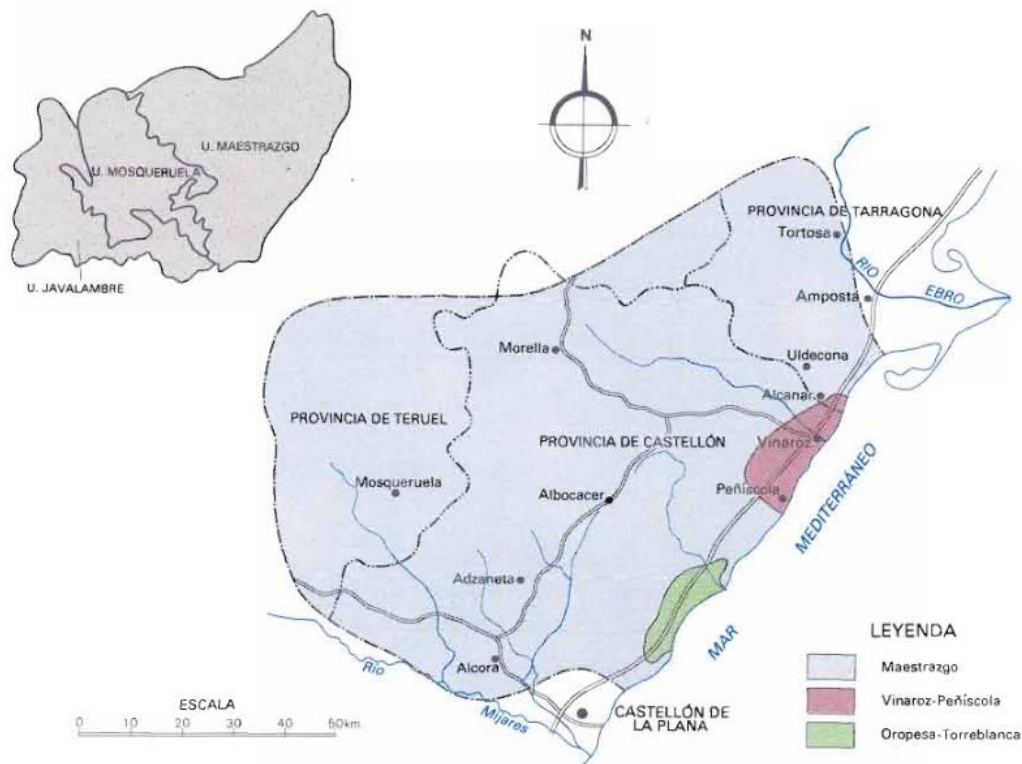 U. MAESTRAZGO
U. MOSQUERUELA
U. JAVALAMBRE
N
PROVINCIA DE TARRAGONA
Tortosa
RIO
EBRO
Amposta
Morella
Uldecona
Alcanar
PROVINCIA DE TERUEL
PROVINCIA DE CASTELLÓN
Vinaroz
Mosqueruela
Albocacer
Peñíscola
MAR
MEDITERRÁNEO
Adzaneta
Alcora
Río
Mijares
CASTELLÓN DE
LA PLANA
ESCALA
0 10 20 30 40 50km
LEYENDA
Maestrazgo
Vinaroz-Peñíscola
Oropesa-Torreblanca